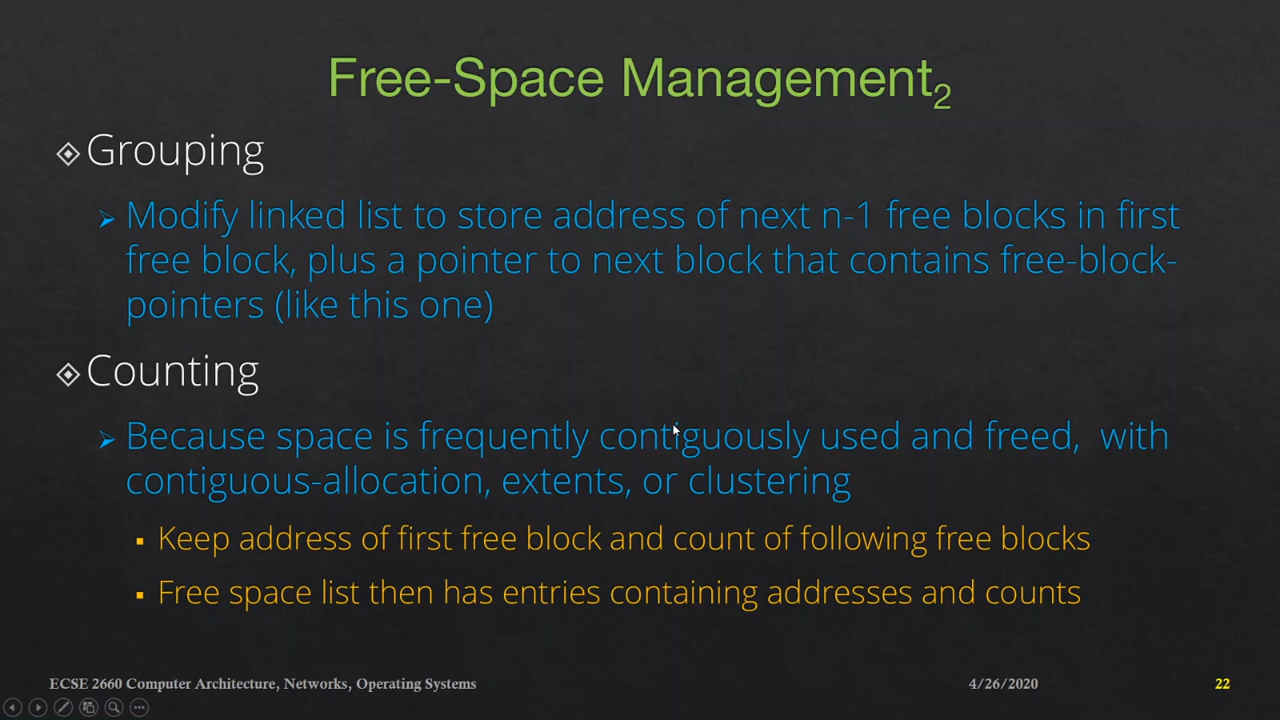 Free-Space Management2
Grouping
Modify linked list to store address of next n-1 free blocks in first
free block, plus a pointer to next block that contains free-block-
pointers (like this one)
Counting
Because space is frequently contiguously used and freed,  with
contiguous-allocation, extents, or clustering
Keep address of first free block and count of following free blocks
Free space list then has entries containing addresses and counts
ECSE 2660 Computer Architecture, Networks, Operating Systems
4/26/2020
22